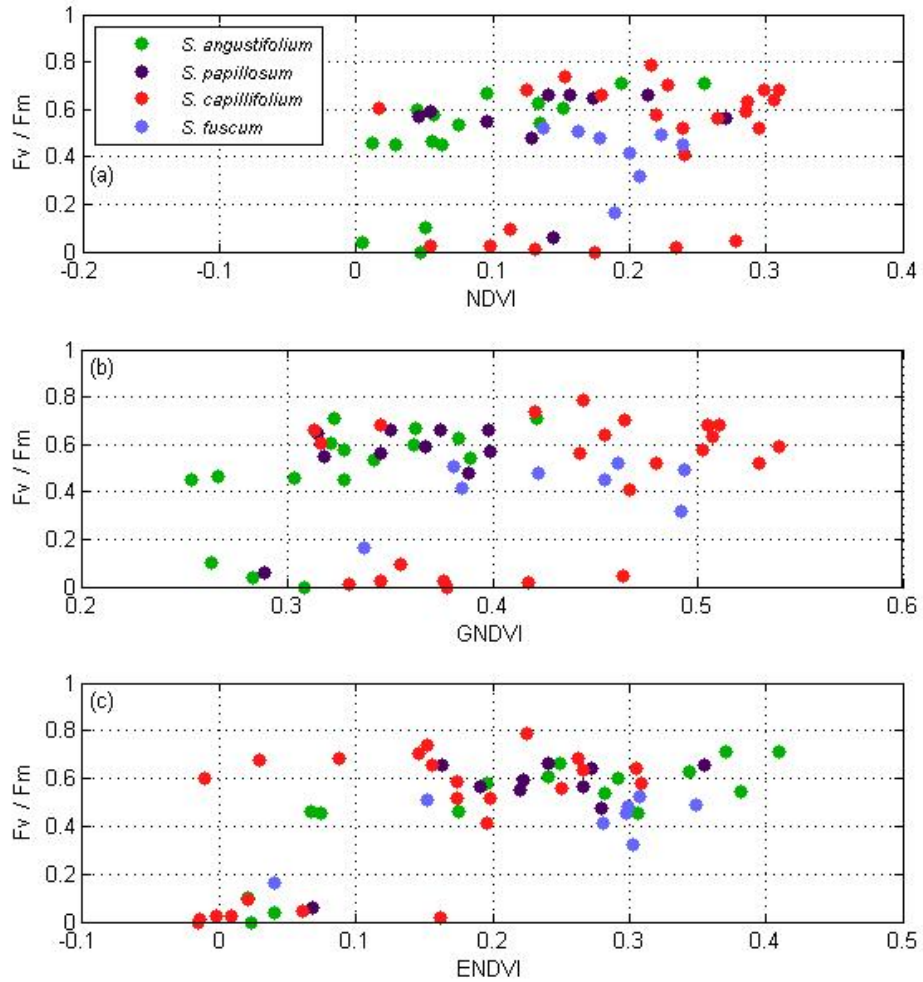 1
0.8
0.6
0.4
0.2
0
Fv / Fm
S. angustifolium
S. papillosum
S. capillifolium
S. fuscum
(a)
-0.2 -0.1 0 0.1 0.2 0.3 0.4
NDVI
1
0.8
0.6
0.4
0.2
0
Fv / Fm
(b)
0.2 0.3 0.4 0.5 0.6
GNDVI
1
0.8
0.6
0.4
0.2
0
Fv / Fm
(c)
-0.1 0 0.1 0.2 0.3 0.4 0.5
ENDVI